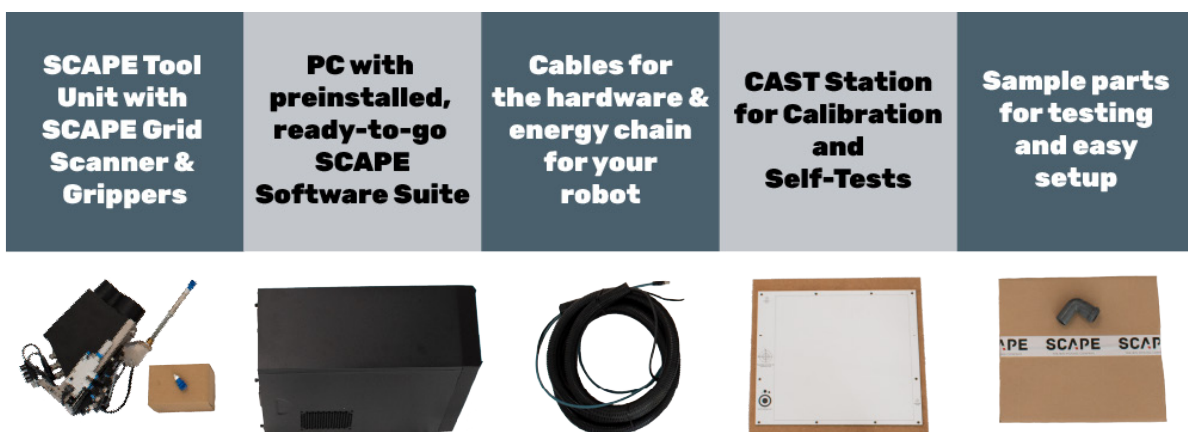 SCAPE Tool
Unit with
SCAPE Grid
Scanner &
Grippers
PC with
preinstalled,
ready-to-go
SCAPE
Software Suite
Cables for
the hardware &
energy chain
for your
robot
CAST Station
for Calibration
and
Self-Tests
Sample parts
for testing
and easy
setup
APE SCAPE SCAP